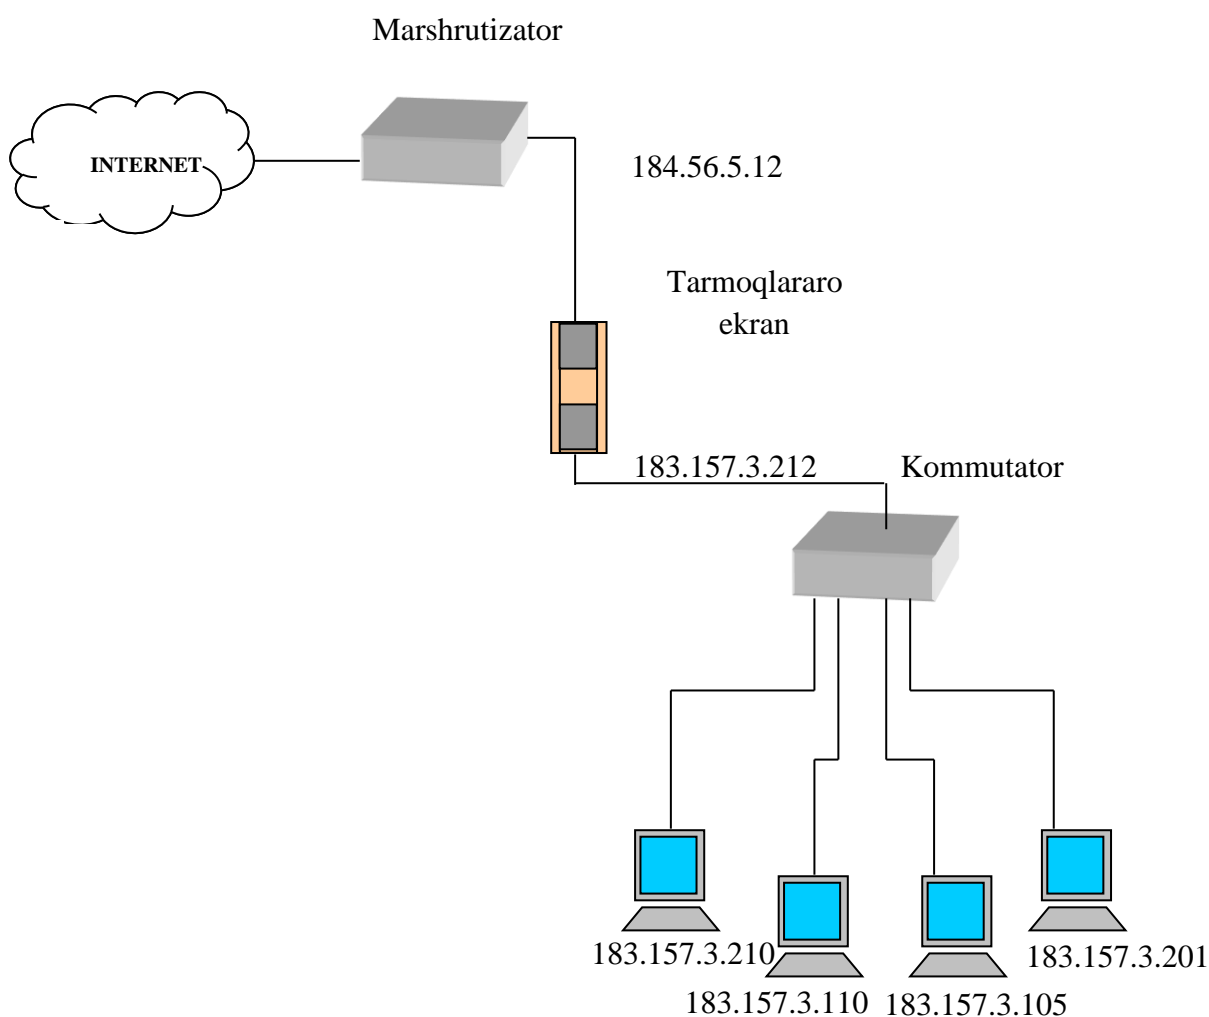 Marshrutizator
INTERNET
184.56.5.12
Tarmoqlararo
ekran
183.157.3.212
Kommutator
183.157.3.210
183.157.3.201
183.157.3.110
183.157.3.105